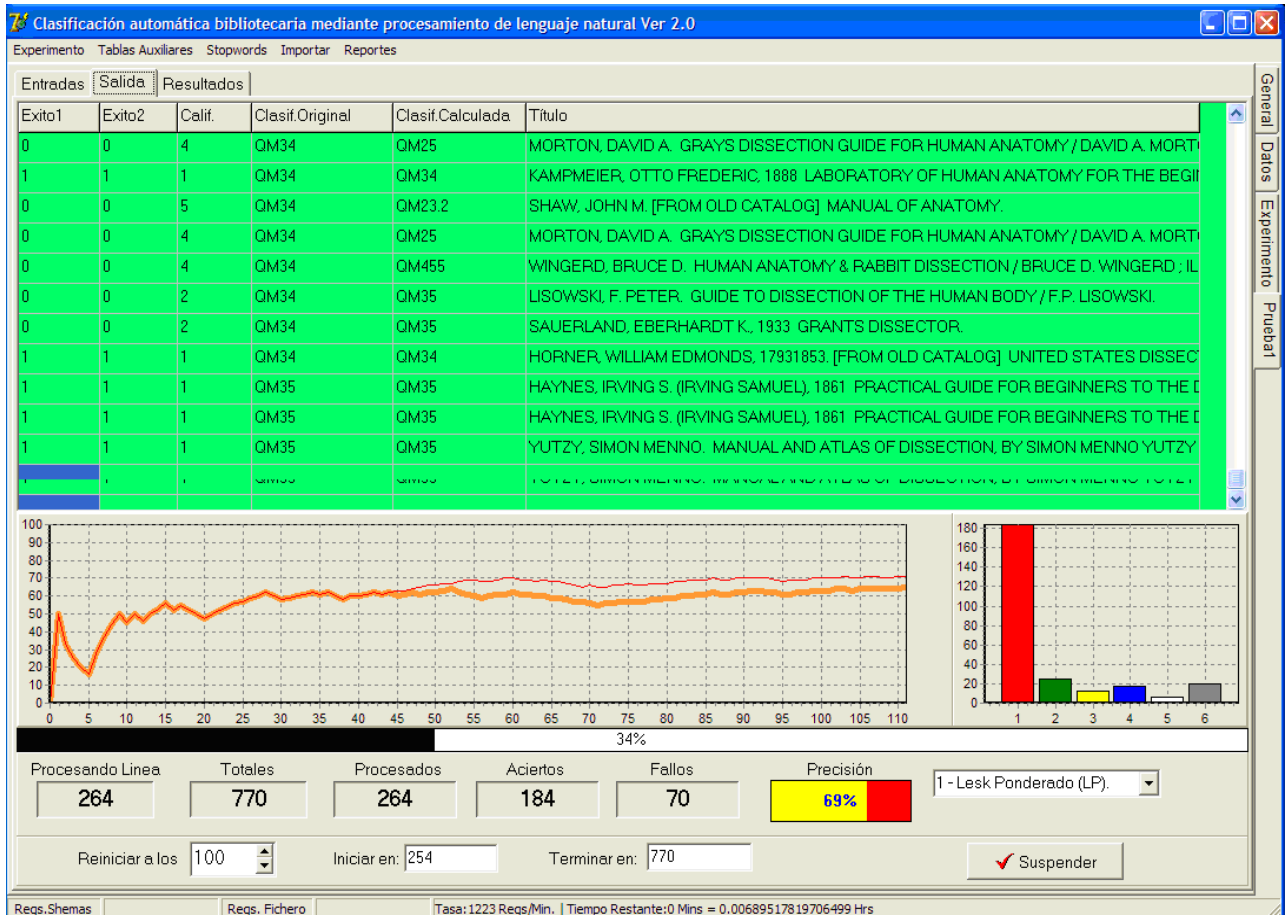 Clasificación automática bibliotecaria mediante procesamiento de lenguaje natural Ver 2.0
Experimento Tablas Auxiliares Stopwords Importar Reportes
Entradas Salida Resultados
Exito1 Exito2 Calif. Clasif.Original Clasif.Calculada Título
0 0 4 QM34 QM25 MORTON, DAVID A. GRAYS DISSECTION GUIDE FOR HUMAN ANATOMY / DAVID A. MORT
1 1 1 QM34 QM34 KAMPMEIER, OTTO FREDERIC, 1888 LABORATORY OF HUMAN ANATOMY FOR THE BEGI
0 0 5 QM34 QM23.2 SHAW, JOHN M. [FROM OLD CATALOG] MANUAL OF ANATOMY.
0 0 4 QM34 QM25 MORTON, DAVID A. GRAYS DISSECTION GUIDE FOR HUMAN ANATOMY / DAVID A. MORT
0 0 4 QM34 QM455 WINGERD, BRUCE D. HUMAN ANATOMY & RABBIT DISSECTION / BRUCE D. WINGERD ; IL
0 0 2 QM34 QM35 LISOWSKI, F. PETER. GUIDE TO DISSECTION OF THE HUMAN BODY / F.P. LISOWSKI.
0 0 2 QM34 QM35 SAUERLAND, EBERHARDT K., 1933 GRANTS DISSECTOR.
1 1 1 QM34 QM34 HORNER, WILLIAM EDMONDS, 17931853. [FROM OLD CATALOG] UNITED STATES DISSEC
1 1 1 QM35 QM35 HAYNES, IRVING S. (IRVING SAMUEL), 1861 PRACTICAL GUIDE FOR BEGINNERS TO THE D
1 1 1 QM35 QM35 HAYNES, IRVING S. (IRVING SAMUEL), 1861 PRACTICAL GUIDE FOR BEGINNERS TO THE D
1 1 1 QM35 QM35 YUTZY, SIMON MENNO. MANUAL AND ATLAS OF DISSECTION, BY SIMON MENNO YUTZY
General
Datos
Experimento
Prueba1
100
90
80
70
60
50
40
30
20
10
0
0 5 10 15 20 25 30 35 40 45 50 55 60 65 70 75 80 85 90 95 100 105 110
180
160
140
120
100
80
60
40
20
0
1 2 3 4 5 6
34%
Procesando Linea Totales Procesados Aciertos Fallos Precisión
264 770 264 184 70 69% 1 - Lesk Ponderado (LP).
Reiniciar a los 100 Iniciar en: 254 Terminar en: 770 Suspender
Regs.Shemas Regs. Fichero Tasa:1223 Regs/Min. | Tiempo Restante:0 Mins = 0.00689517819706499 Hrs